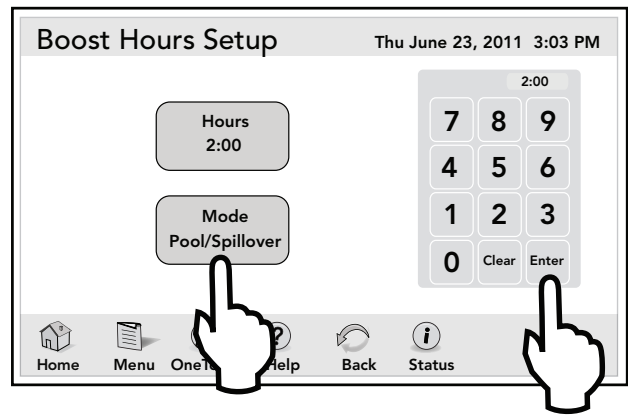 Boost Hours Setup
Thu June 23, 2011 3:03 PM
2:00
Hours
2:00
7 8 9
4 5 6
Mode
Pool/Spillover
1 2 3
0 Clear Enter
?
i
Home Menu Back Status